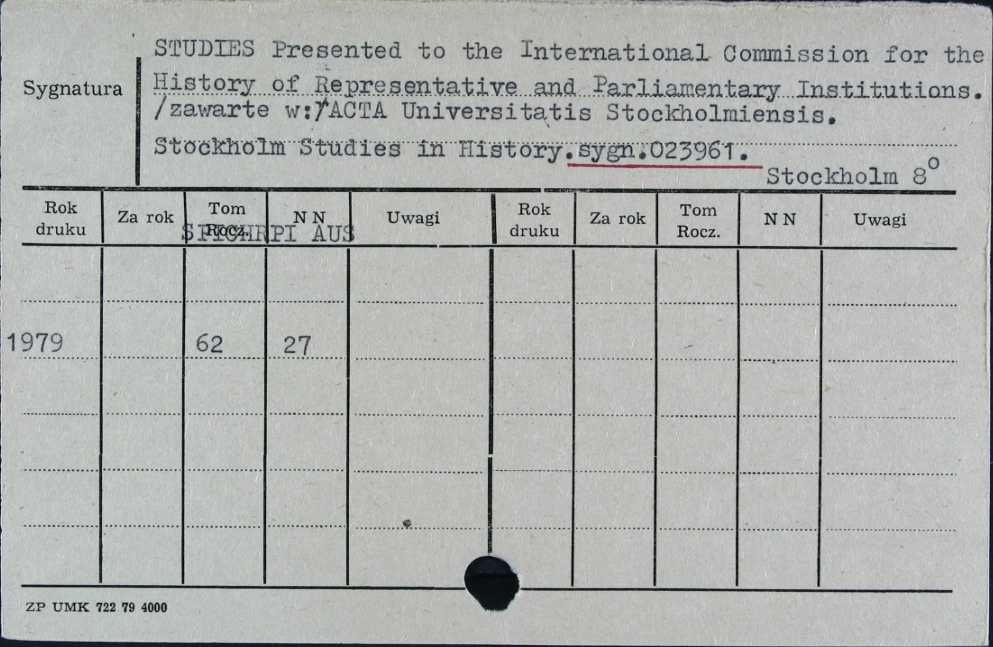 STUDIES Presented to the International Commission for the
Sygnatura
History of Representative and Parliamentary Institutions.
/zawarte w:/ACTA Universitatis Stockholmiensis.
Stockholm Studies in History.sygn.023961.
Stockholm 8°
Rok druku Za rok Tom Rocz. N N Uwagi Rok druku Za rok Tom Rocz. N N Uwagi
AUS
1979 62 27
ZP UMK 722 79 4000